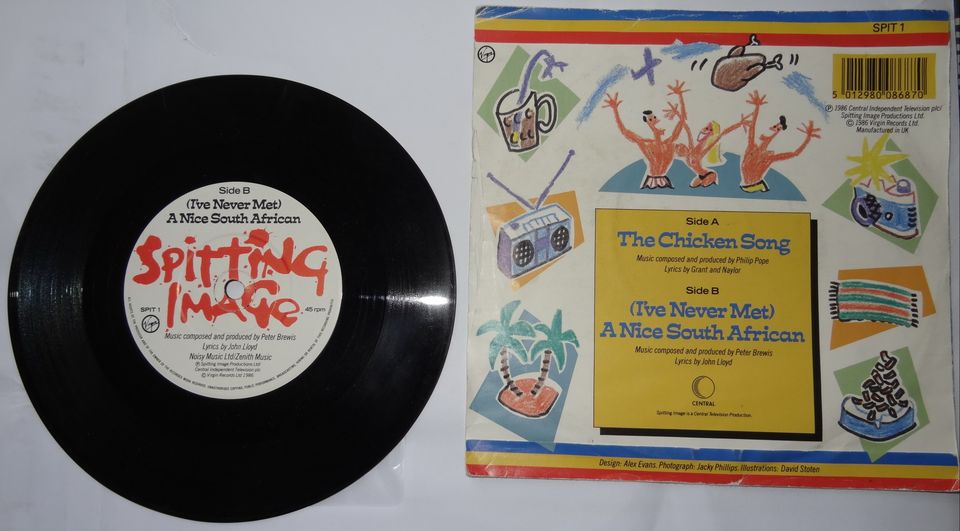 Side B
(I've Never Met)
A Nice South African
SPITTING
IMAGE
SPIT 1
45 rpm
Virgin
Music composed and produced by Peter Brewis
Lyrics by John Lloyd
Noisy Music Ltd/Zenith Music
Ⓟ Spitting Image Productions Ltd
Central Independent Television plc
© Virgin Records Ltd 1986
SPIT 1
Virgin
5 012980 086870
Ⓟ 1986 Central Independent Television plc/
Spitting Image Productions Ltd.
© 1986 Virgin Records Ltd.
Manufactured in UK
Side A
The Chicken Song
Music composed and produced by Philip Pope
Lyrics by Grant and Naylor
Side B
(I've Never Met)
A Nice South African
Music composed and produced by Peter Brewis
Lyrics by John Lloyd
CENTRAL
Spitting Image is a Central Television Production.
Design: Alex Evans. Photograph: Jacky Phillips. Illustrations: David Stoten